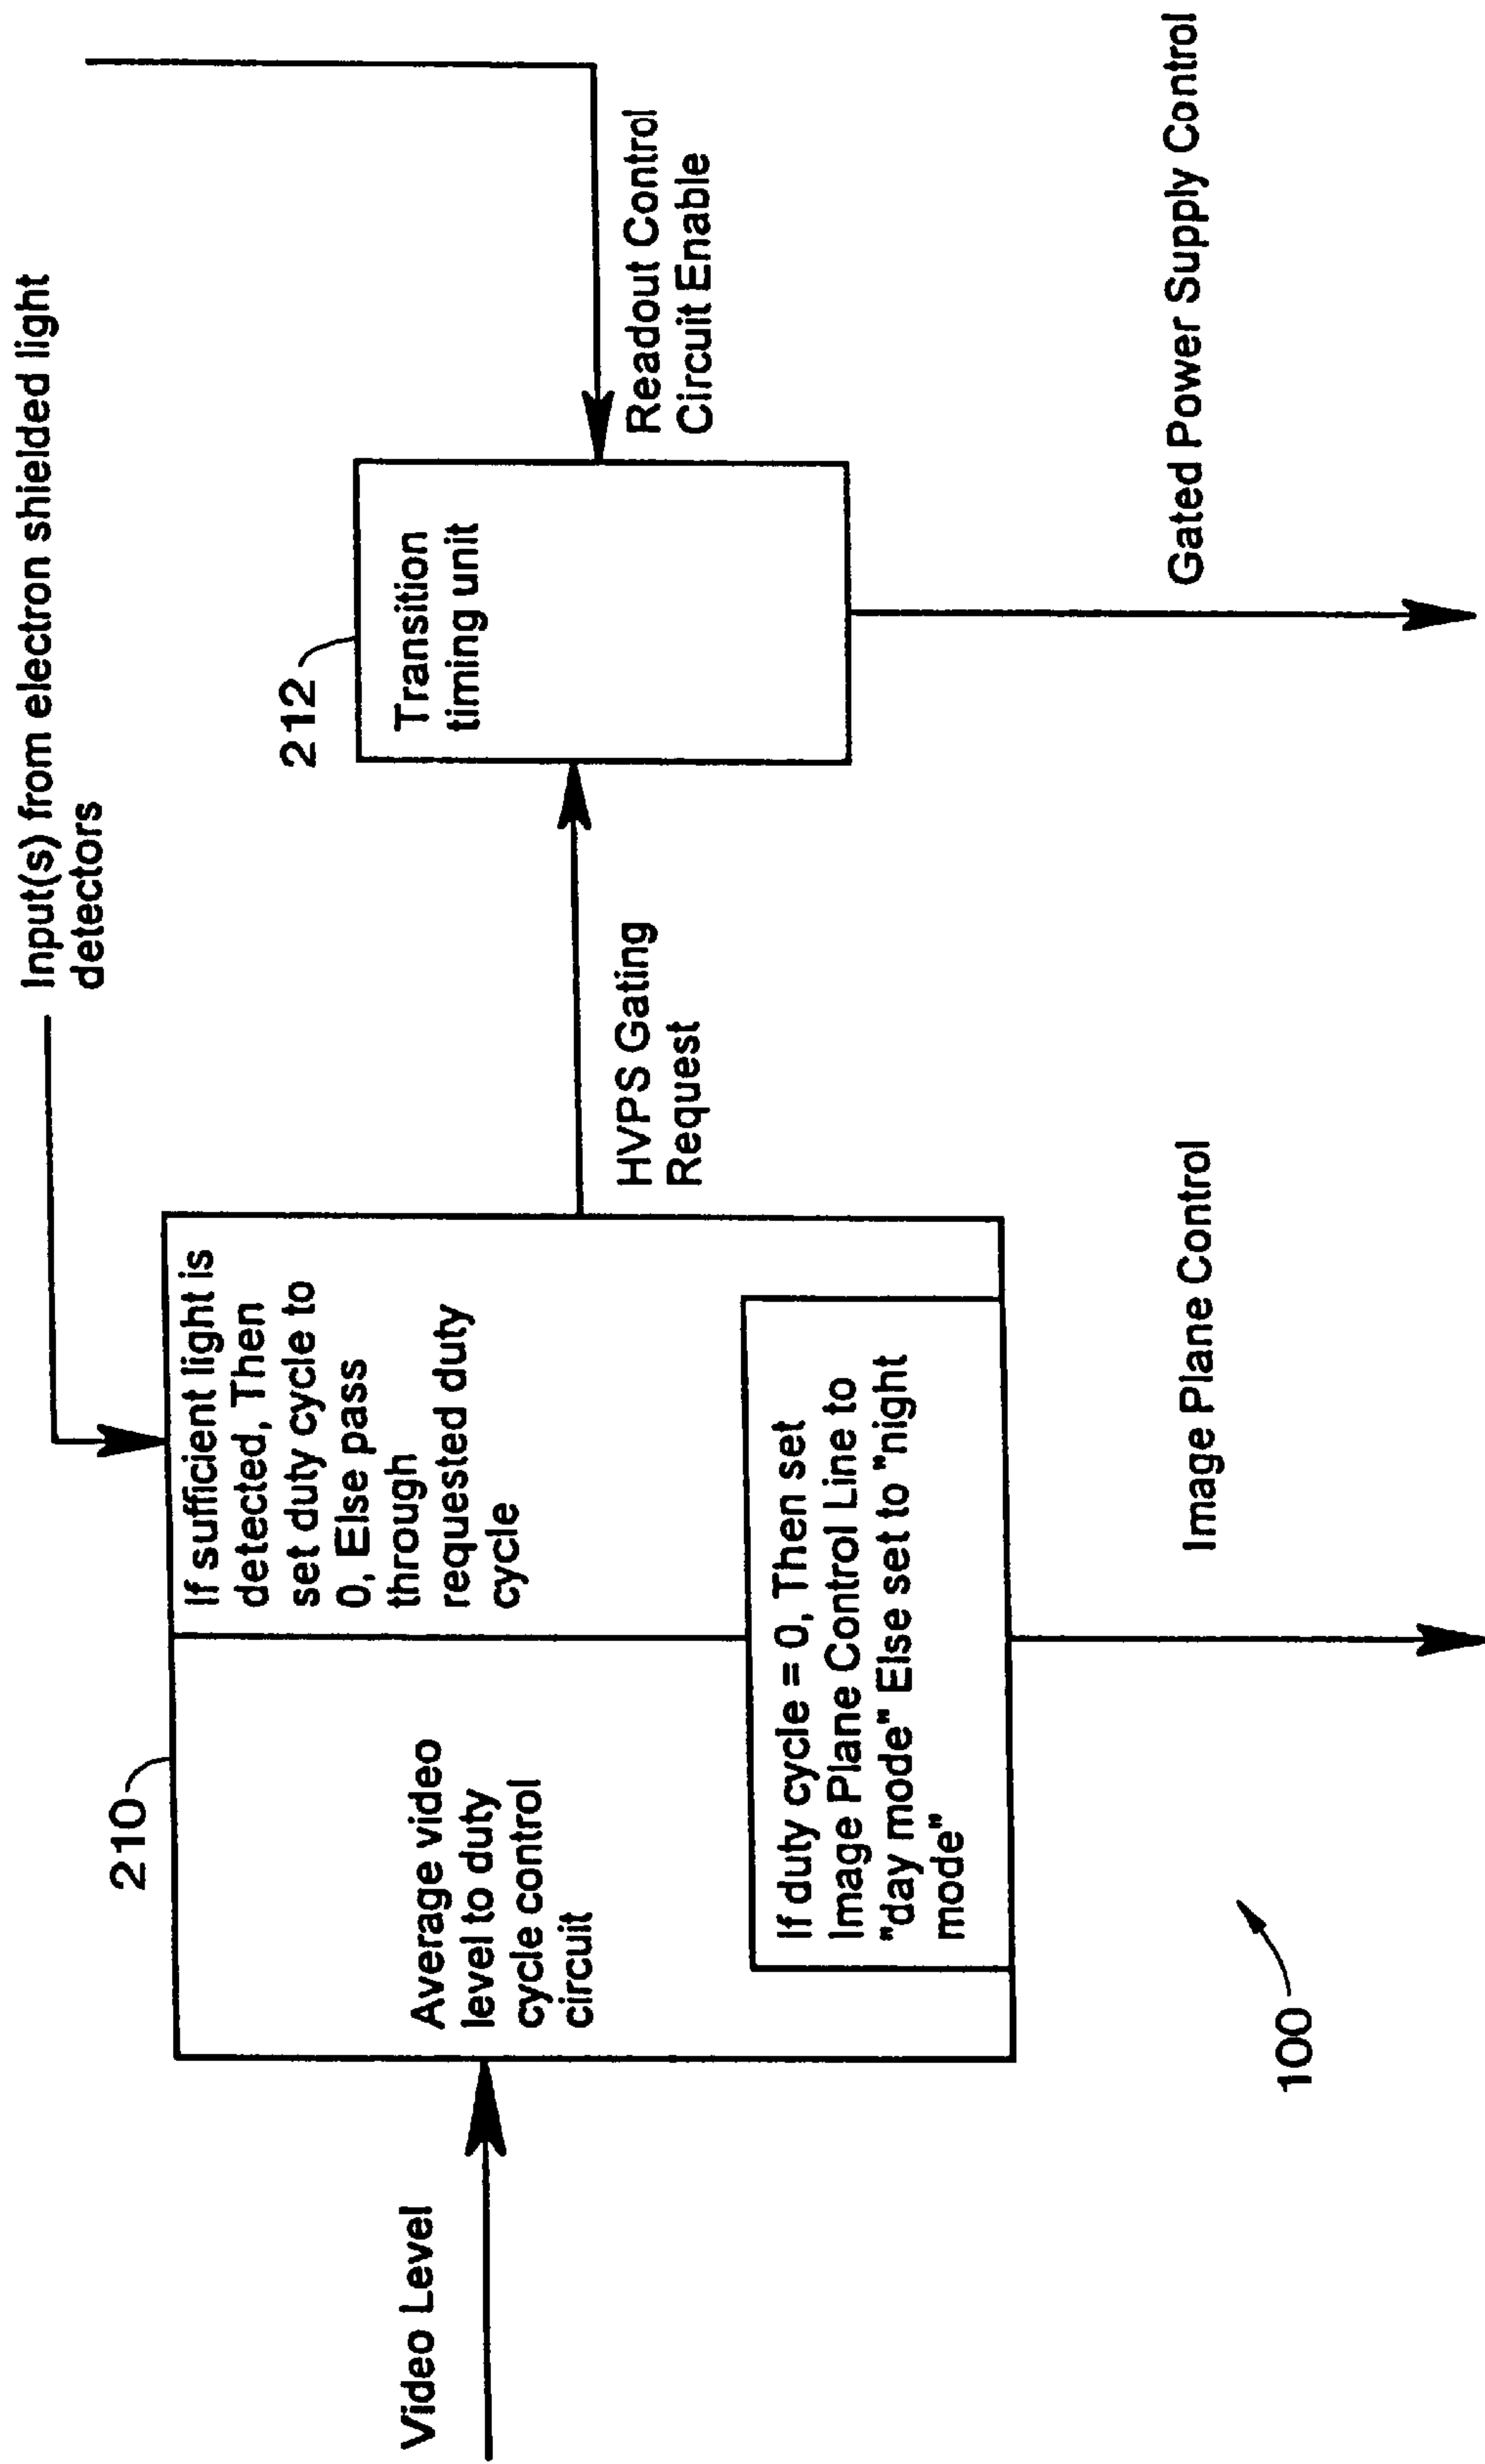 Input(s) from electron shielded light
detectors
210
Video Level
Average video
level to duty
cycle control
circuit
If sufficient light is
detected, Then
set duty cycle to
0, Else pass
through
requested duty
cycle
If duty cycle = 0, Then set
Image Plane Control Line to
"day mode" Else set to "night
mode"
HVPS Gating
Request
212
Transition
timing unit
Readout Control
Circuit Enable
Image Plane Control
Gated Power Supply Control
100